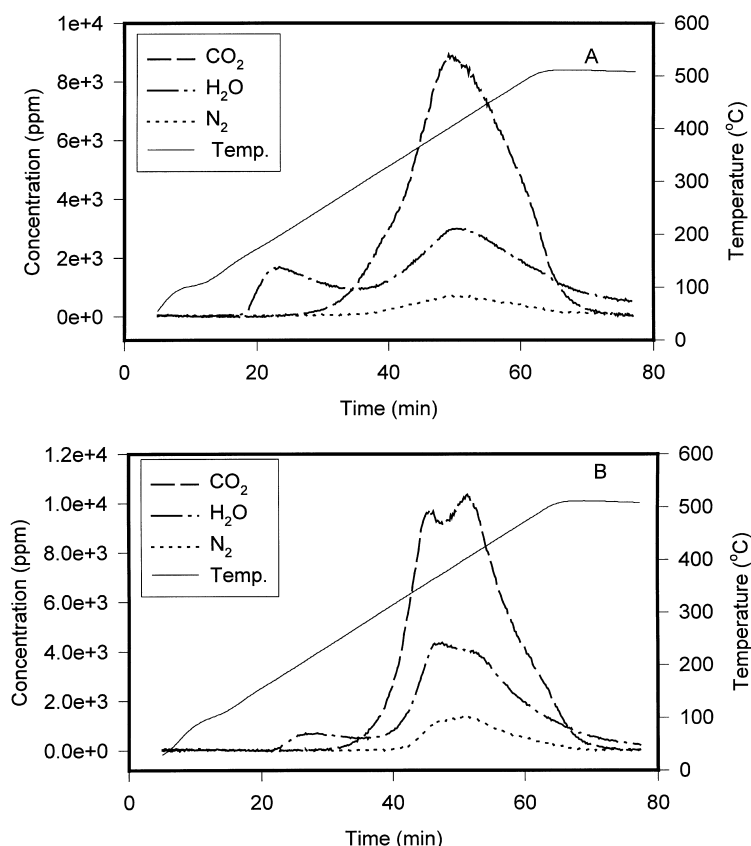 1e+4
8e+3
6e+3
4e+3
2e+3
0e+0
Concentration (ppm)
CO2
H2O
N2
Temp.
A
600
500
400
300
200
100
0
Temperature (°C)
0
20
40
60
80
Time (min)
1.2e+4
1.0e+4
8.0e+3
6.0e+3
4.0e+3
2.0e+3
0.0e+0
Concentration (ppm)
CO2
H2O
N2
Temp.
B
600
500
400
300
200
100
0
Temperature (°C)
0
20
40
60
80
Time (min)